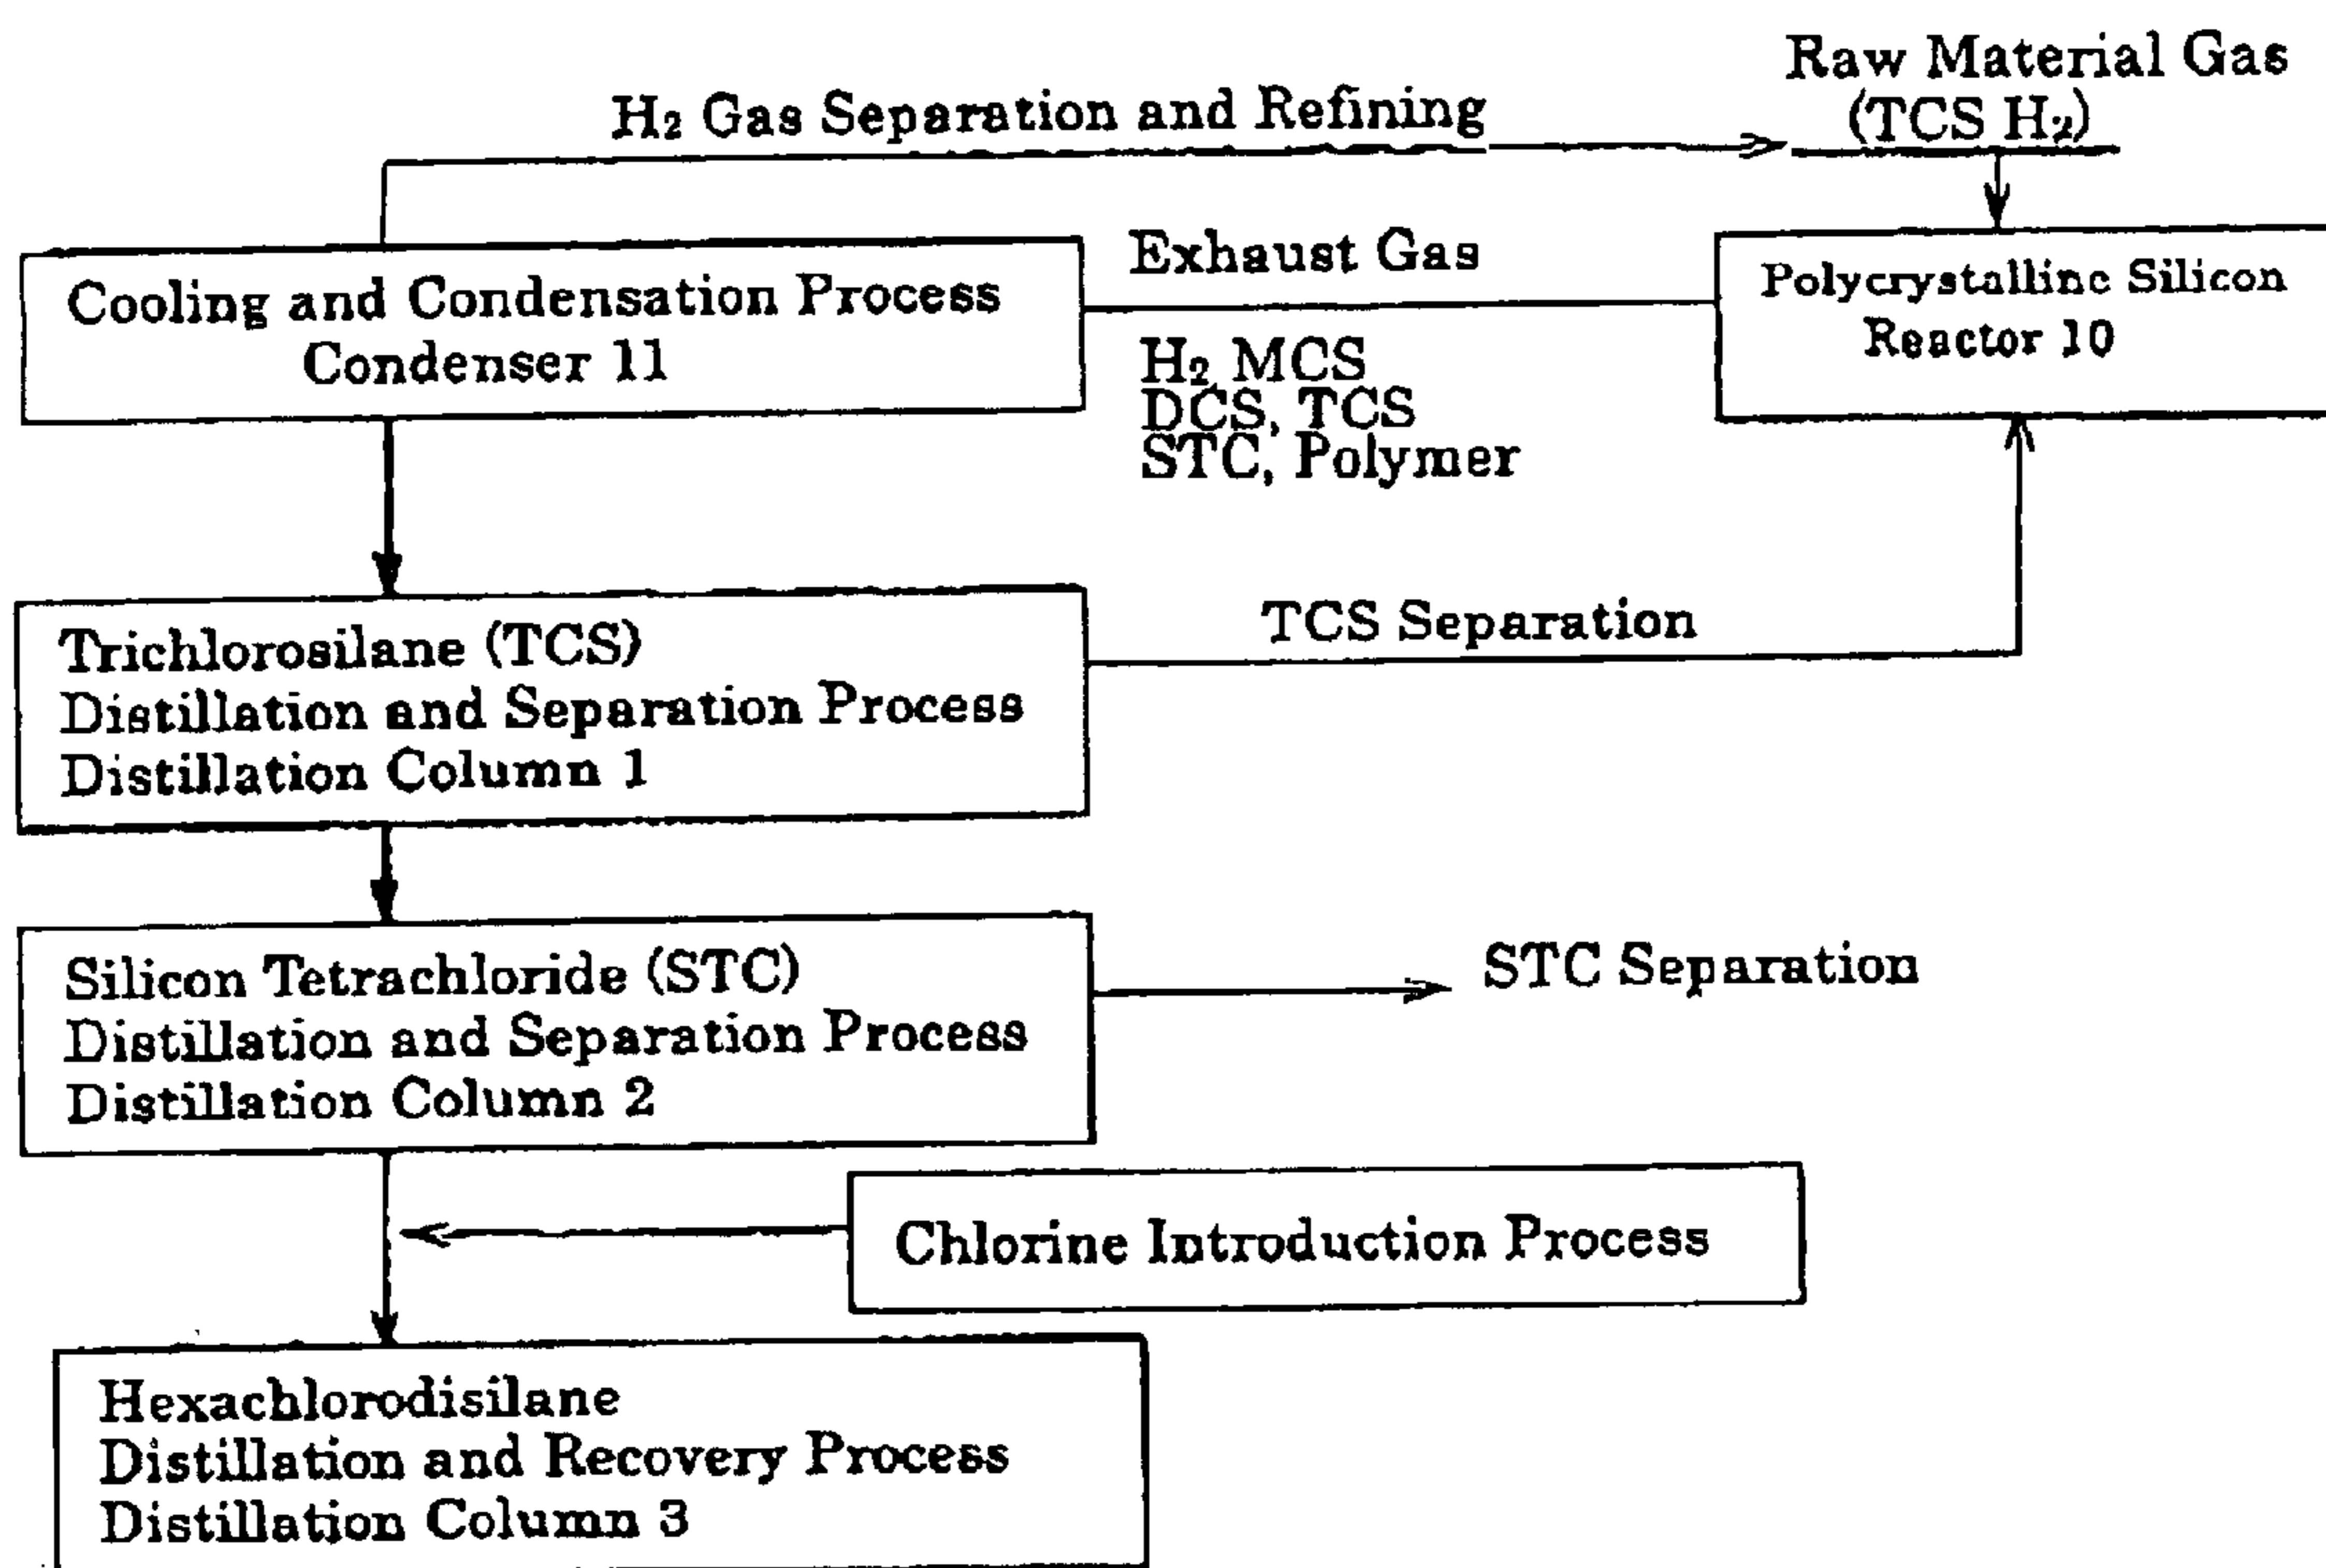 Raw Material Gas
(TCS H₂)
H₂ Gas Separation and Refining
Cooling and Condensation Process
Condenser 11
Exhaust Gas
H₂ MCS
DCS, TCS
STC, Polymer
Polycrystalline Silicon
Reactor 10
Trichlorosilane (TCS)
Distillation and Separation Process
Distillation Column 1
TCS Separation
Silicon Tetrachloride (STC)
Distillation and Separation Process
Distillation Column 2
STC Separation
Chlorine Introduction Process
Hexachlorodisilane
Distillation and Recovery Process
Distillation Column 3